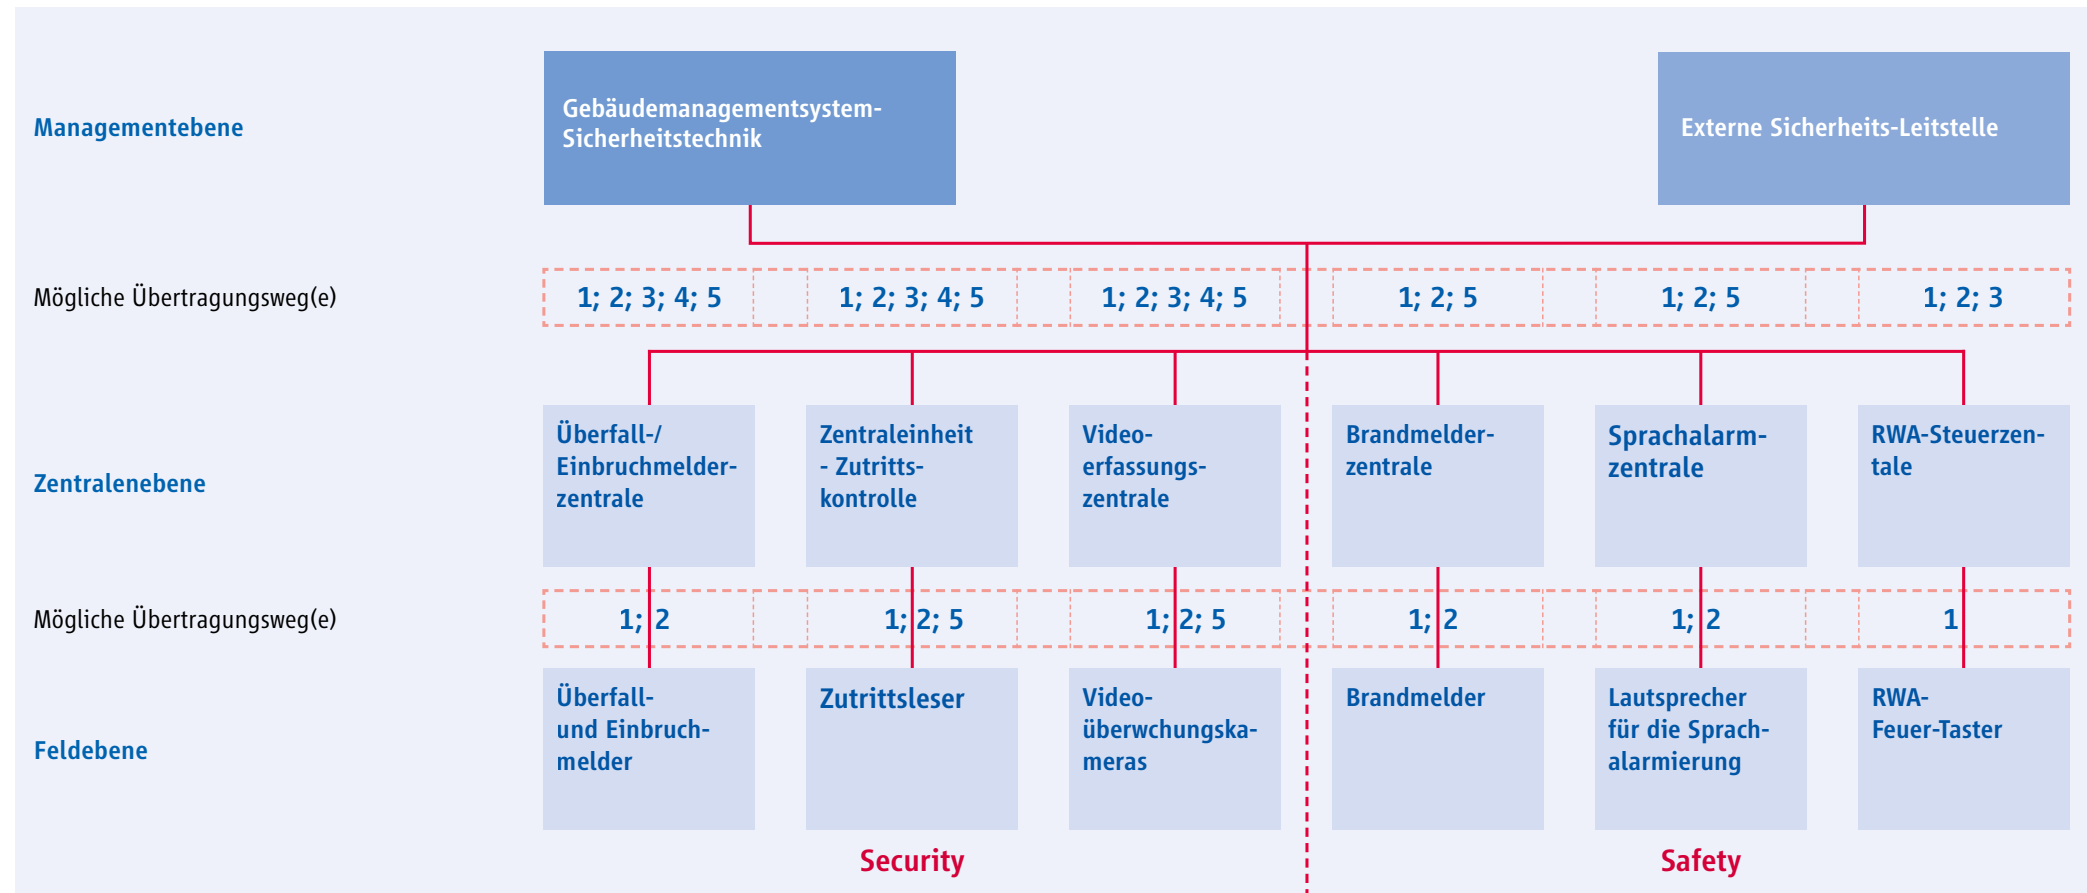 Managementebene
Gebäudemanagementsystem-
Sicherheitstechnik
Externe Sicherheits-Leitstelle
Mögliche Übertragungsweg(e)
1; 2; 3; 4; 5
1; 2; 3; 4; 5
1; 2; 3; 4; 5
1; 2; 5
1; 2; 5
1; 2; 3
Zentralenebene
Überfall-/
Einbruchmelder-
zentrale
Zentraleinheit
- Zutritts-
kontrolle
Video-
erfassungs-
zentrale
Brandmelder-
zentrale
Sprachalarm-
zentrale
RWA-Steuerzen-
tale
Mögliche Übertragungsweg(e)
1; 2
1; 2; 5
1; 2; 5
1; 2
1; 2
1
Feldebene
Überfall-
und Einbruch-
melder
Zutrittsleser
Video-
überwchungska-
meras
Brandmelder
Lautsprecher
für die Sprach-
alarmierung
RWA-
Feuer-Taster
Security
Safety